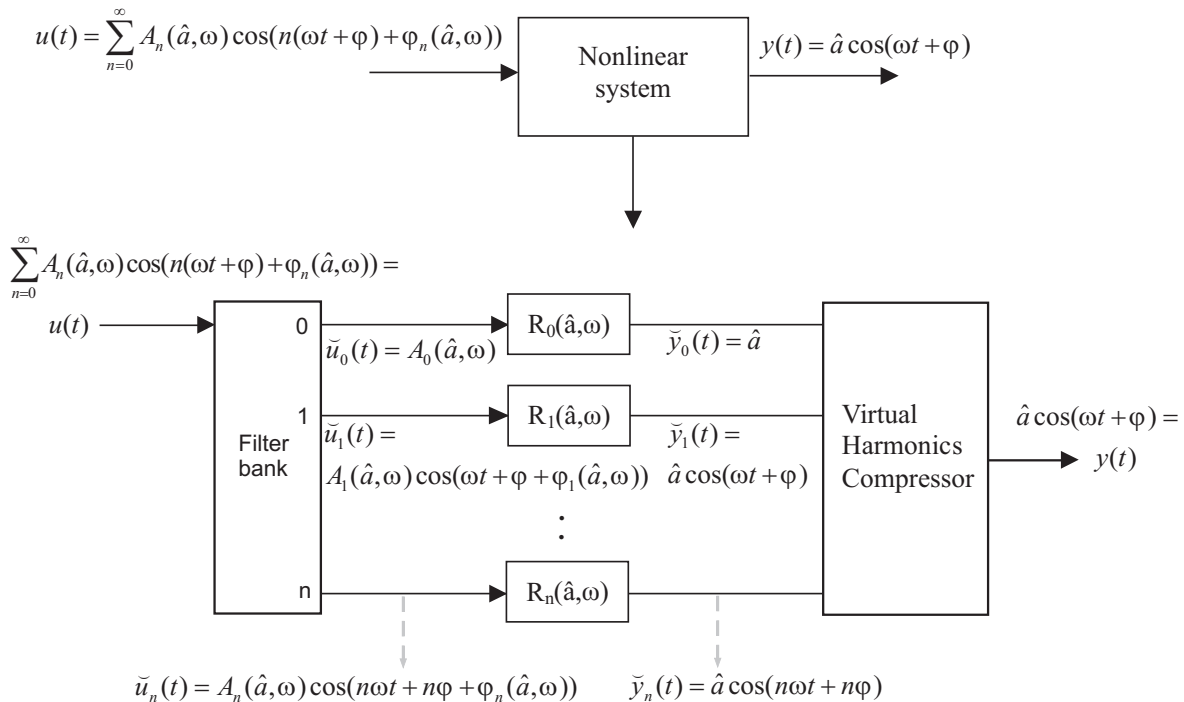 u(t) = ∑_{n=0}^{∞} A_n(â,ω)cos(n(ωt + φ) + φ_n(â,ω))
Nonlinear
system
y(t) = â cos(ωt + φ)
∑_{n=0}^{∞} A_n(â,ω)cos(n(ωt + φ) + φ_n(â,ω)) =
u(t)
Filter
bank
0
ŭ_0(t) = A_0(â,ω)
R_0(â,ω)
y̆_0(t) = â
1
ŭ_1(t) =
A_1(â,ω)cos(ωt + φ + φ_1(â,ω))
R_1(â,ω)
y̆_1(t) =
â cos(ωt + φ)
:
n
R_n(â,ω)
Virtual
Harmonics
Compressor
â cos(ωt + φ) =
y(t)
ŭ_n(t) = A_n(â,ω)cos(nωt + nφ + φ_n(â,ω))
y̆_n(t) = â cos(nωt + nφ)